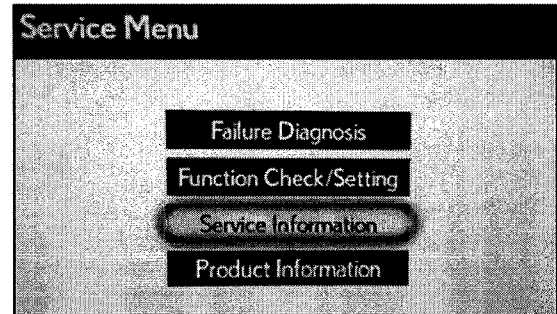 Service Menu
Failure Diagnosis
Function Check/Setting
Service Information
Product Information